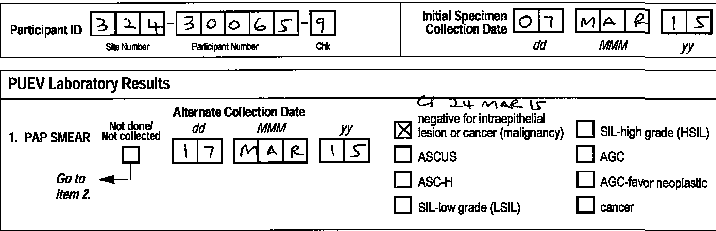 Participant ID 3 2 4 - 3 0 0 6 5 - 9
Site Number Participant Number Chk
Initial Specimen Collection Date 0 7 M A R 1 5
dd MMM yy
PUEV Laboratory Results
1. PAP SMEAR
Not done/
Not collected
Go to
item 2.
Alternate Collection Date
dd MMM yy
1 7 M A R 1 5
24 MAR 15
negative for intraepithelial
lesion or cancer (malignancy)
ASCUS
ASC-H
SIL-low grade (LSIL)
SIL-high grade (HSIL)
AGC
AGC-favor neoplastic
cancer